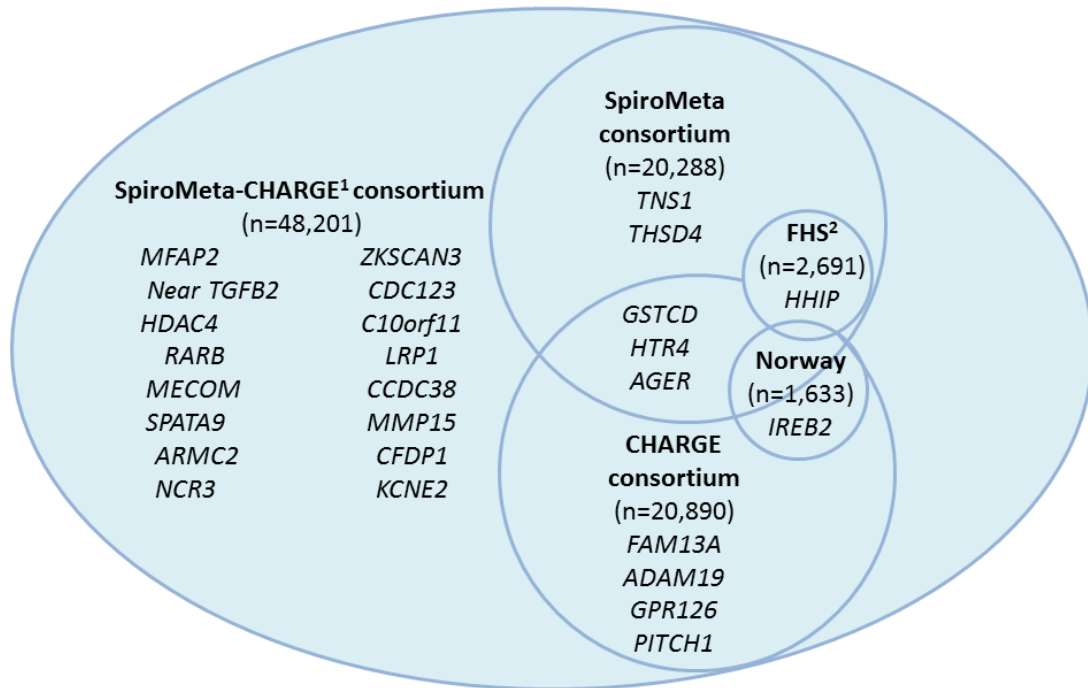 SpiroMeta-CHARGE¹ consortium
(n=48,201)
MFAP2
Near TGFB2
HDAC4
RARB
MECOM
SPATA9
ARMC2
NCR3
ZKSCAN3
CDC123
C10orf11
LRP1
CCDC38
MMP15
CFDP1
KCNE2
SpiroMeta
consortium
(n=20,288)
TNS1
THSD4
FHS²
(n=2,691)
HHIP
GSTCD
HTR4
AGER
Norway
(n=1,633)
IREB2
CHARGE
consortium
(n=20,890)
FAM13A
ADAM19
GPR126
PITCH1